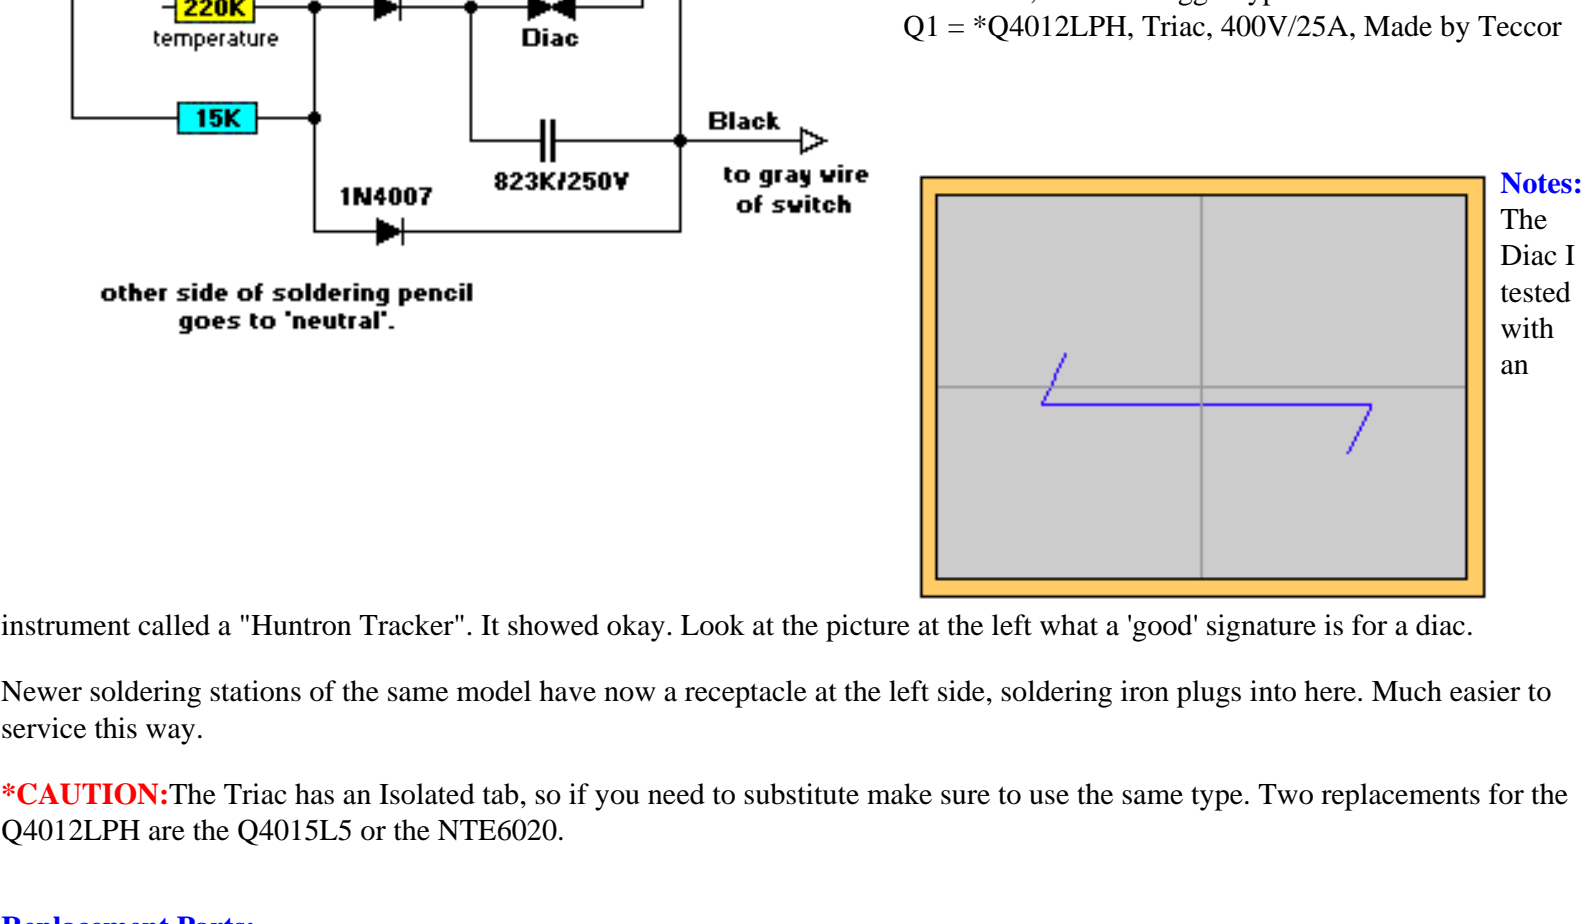 220K
temperature
Diac
Q1 = *Q4012LPH, Triac, 400V/25A, Made by Teccor
15K
Black
823K/250V
to gray wire
of switch
1N4007
other side of soldering pencil
goes to 'neutral'.
Notes:
The
Diac I
tested
with
an
instrument called a "Huntron Tracker". It showed okay. Look at the picture at the left what a 'good' signature is for a diac.
Newer soldering stations of the same model have now a receptacle at the left side, soldering iron plugs into here. Much easier to
service this way.
*CAUTION:The Triac has an Isolated tab, so if you need to substitute make sure to use the same type. Two replacements for the
Q4012LPH are the Q4015L5 or the NTE6020.
Replacement Parts: